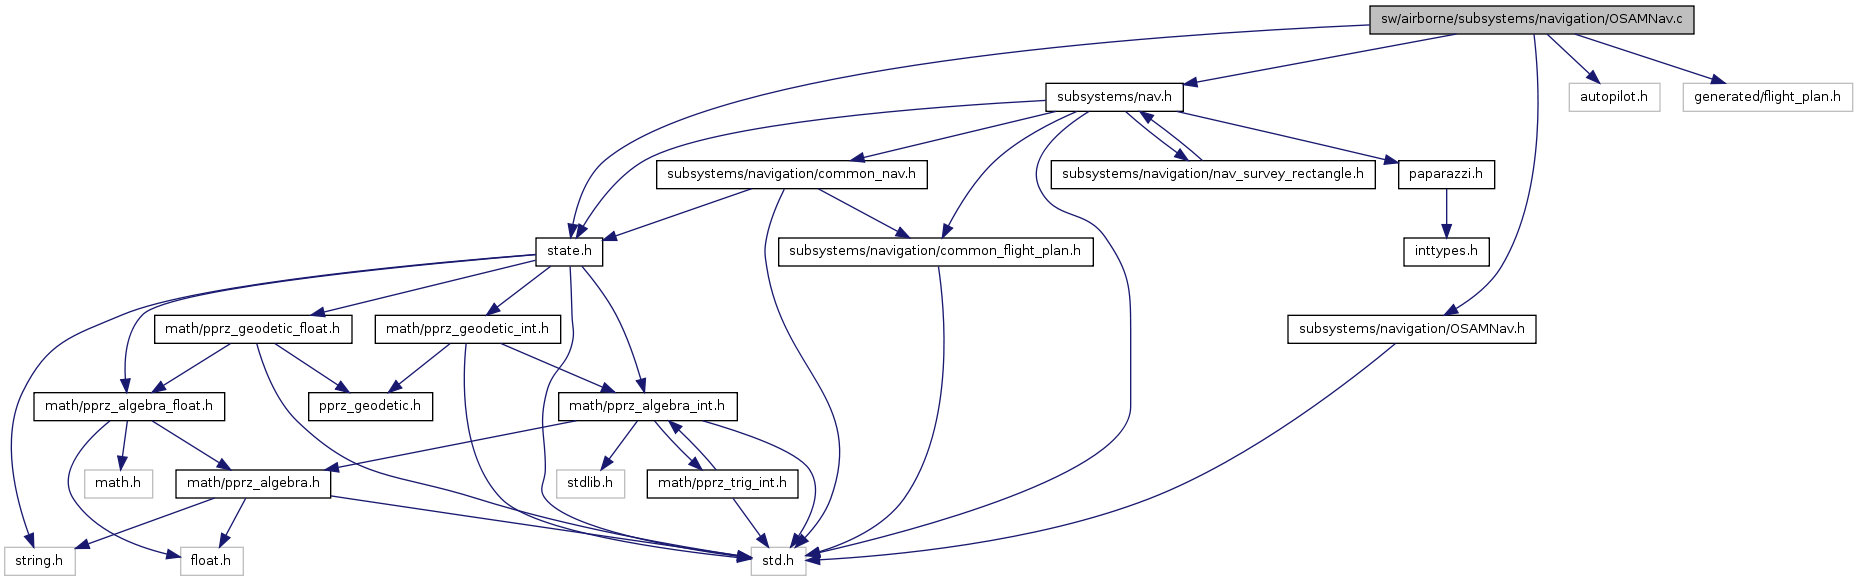 sw/airborne/subsystems/navigation/OSAMNav.c
subsystems/nav.h
autopilot.h
generated/flight_plan.h
subsystems/navigation/common_nav.h
subsystems/navigation/nav_survey_rectangle.h
paparazzi.h
state.h
subsystems/navigation/common_flight_plan.h
inttypes.h
math/pprz_geodetic_float.h
math/pprz_geodetic_int.h
subsystems/navigation/OSAMNav.h
math/pprz_algebra_float.h
pprz_geodetic.h
math/pprz_algebra_int.h
math.h
math/pprz_algebra.h
stdlib.h
math/pprz_trig_int.h
string.h
float.h
std.h